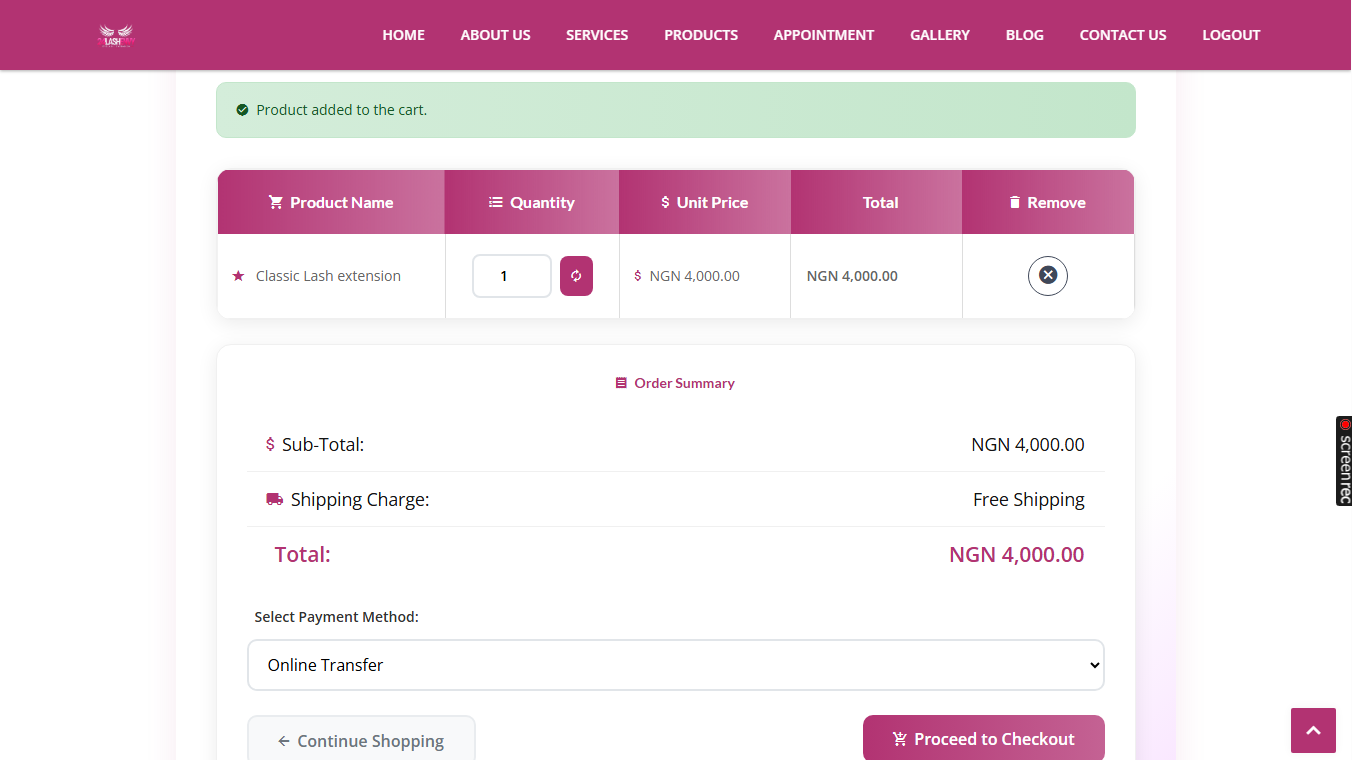 LASH
HOME ABOUT US SERVICES PRODUCTS APPOINTMENT GALLERY BLOG CONTACT US LOGOUT
Product added to the cart.
Product Name Quantity $ Unit Price Total Remove
Classic Lash extension 1 $ NGN 4,000.00 NGN 4,000.00
Order Summary
$ Sub-Total: NGN 4,000.00
Shipping Charge: Free Shipping
Total: NGN 4,000.00
Select Payment Method:
Online Transfer
Continue Shopping Proceed to Checkout
screenrec